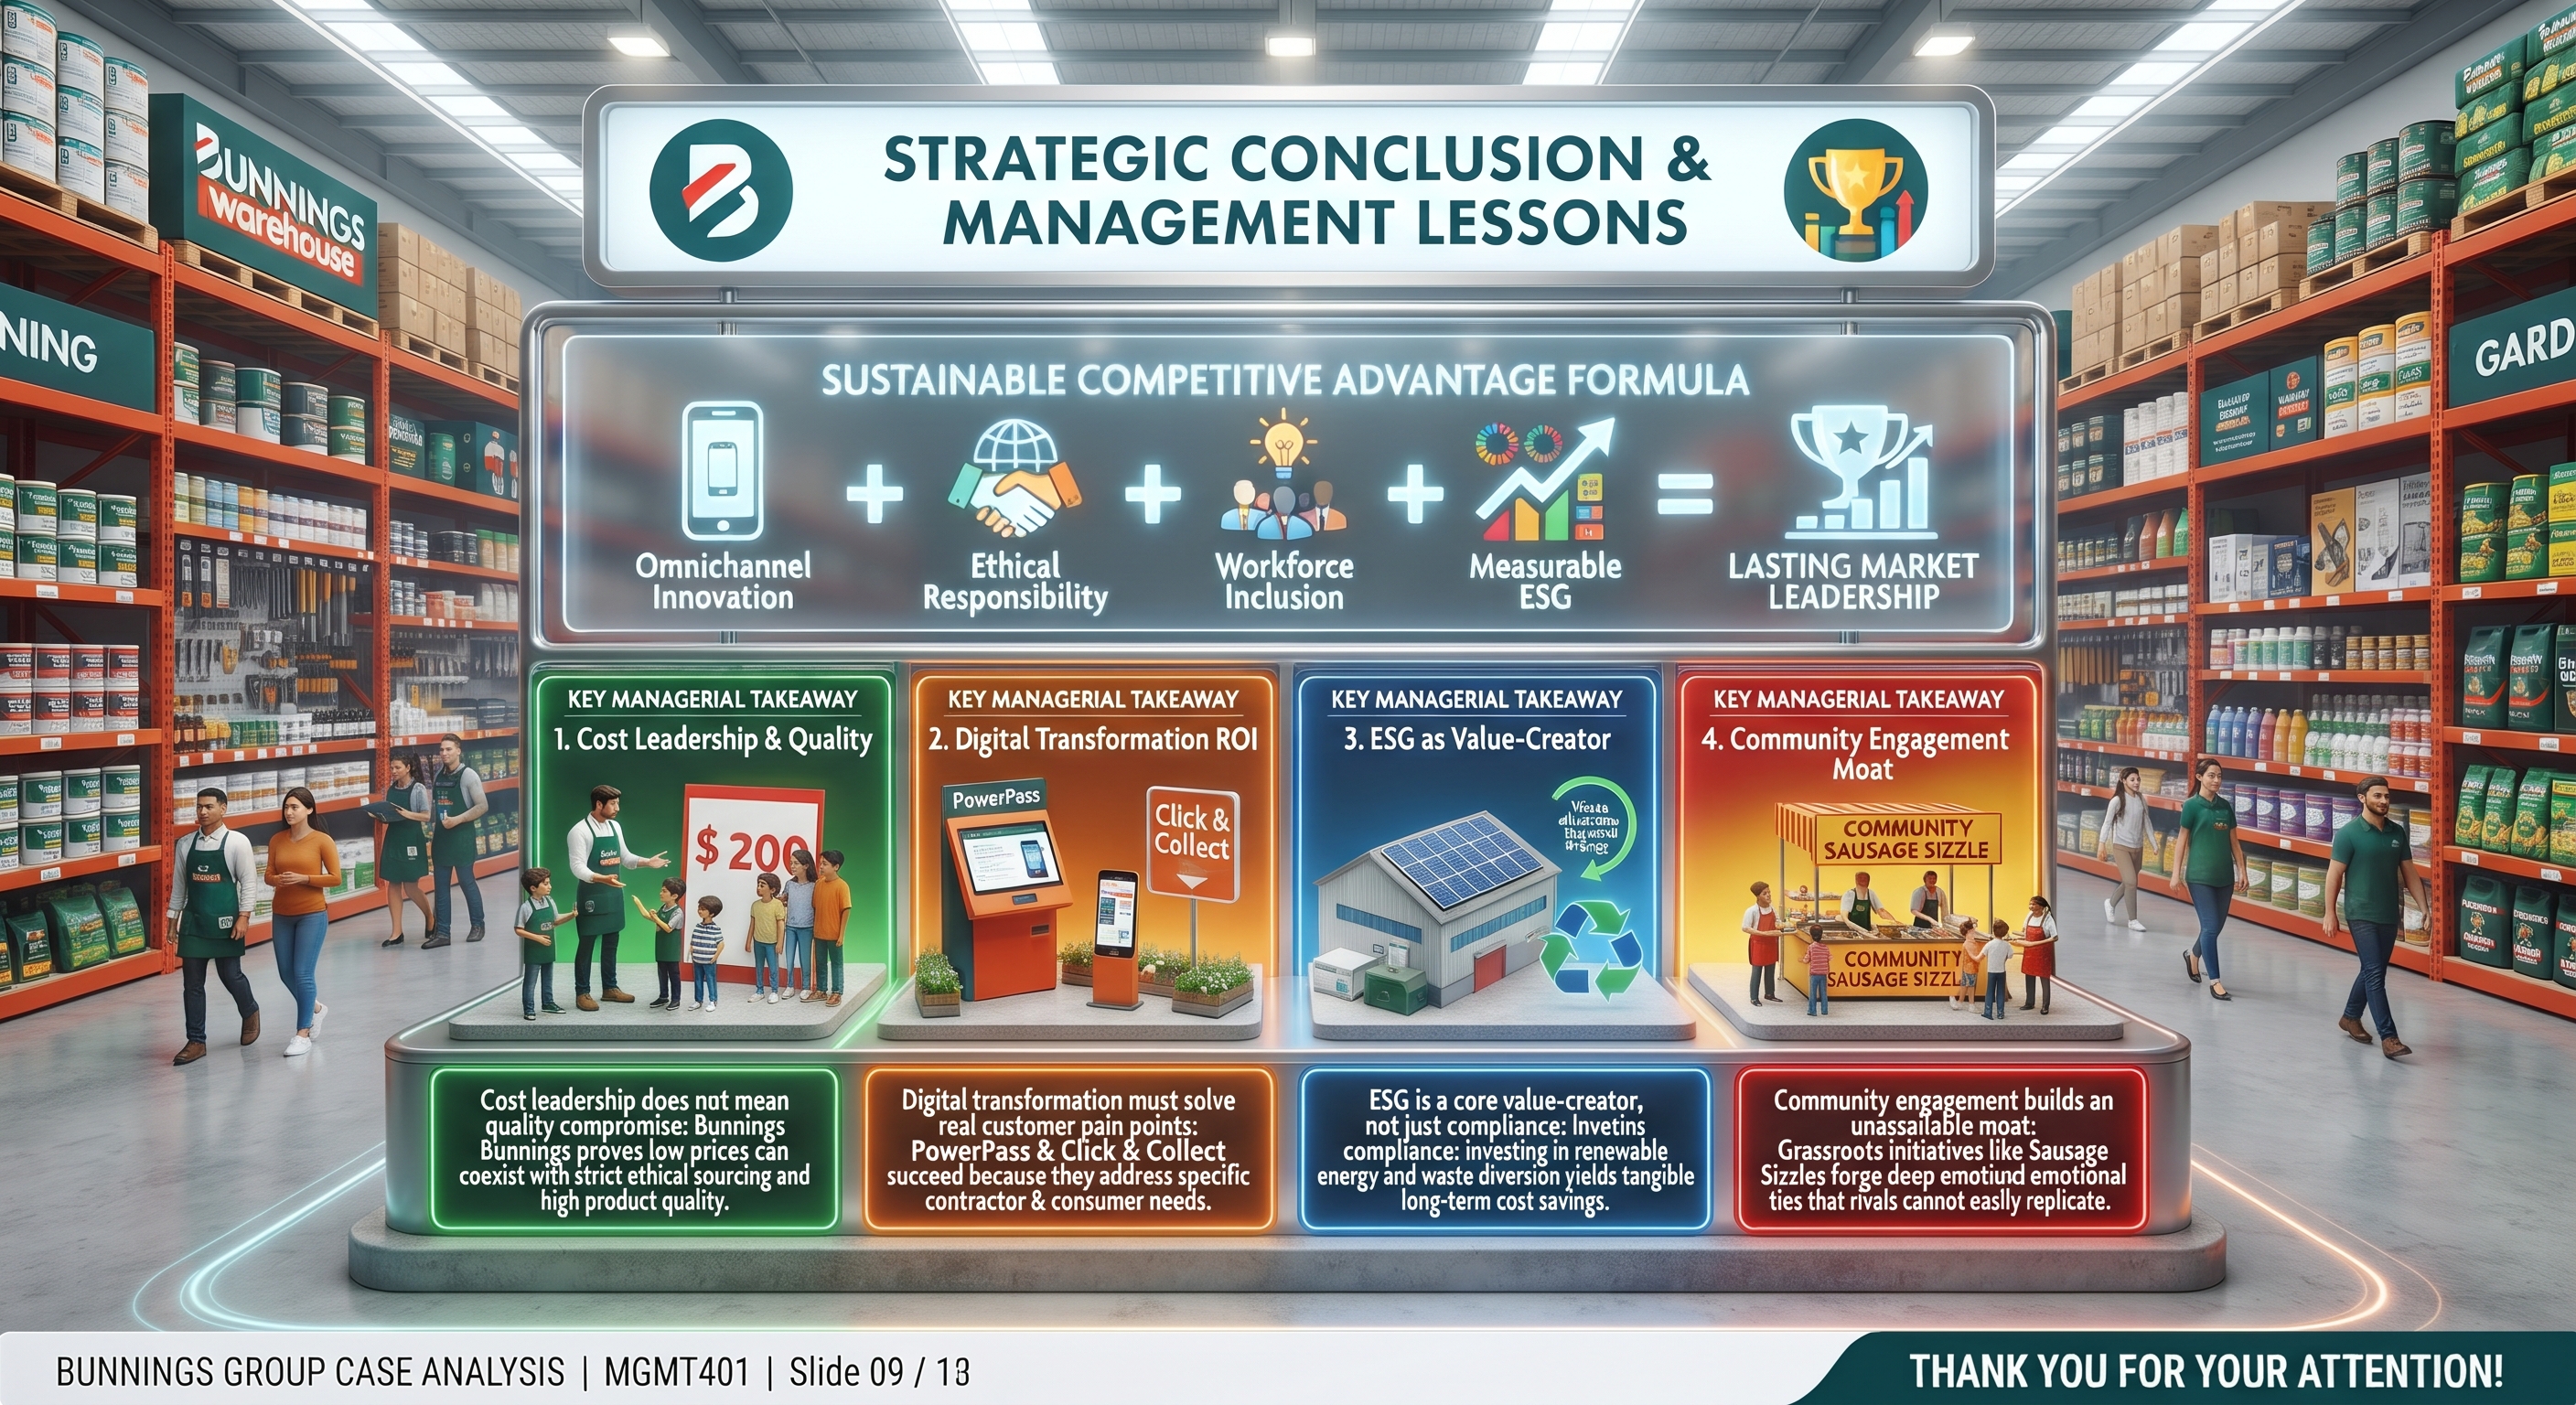 BUNNINGS
warehouse
NING
GARD
STRATEGIC CONCLUSION &
MANAGEMENT LESSONS
SUSTAINABLE COMPETITIVE ADVANTAGE FORMULA
Omnichannel
Innovation
+
Ethical
Responsibility
+
Workforce
Inclusion
+
Measurable
ESG
=
LASTING MARKET
LEADERSHIP
KEY MANAGERIAL TAKEAWAY
1. Cost Leadership & Quality
$ 200
Cost leadership does nut mean
quality compromise: Bunnings
Bunnings proves low prices can
coexist with strict ethical sourcing and
high product quality.
KEY MANAGERIAL TAKEAWAY
2. Digital Transformation ROI
PowerPass
Click &
Collect
Digital transformation must solve
real customer pain points:
PowerPass & Click & Collect
succeed because they address specific
contractor & consumer needs.
KEY MANAGERIAL TAKEAWAY
3. ESG as Value-Creator
ESG is a core value-creator,
not just compliance: Invetins
compliance: investing in renewable
energy and waste diversion yields tangible
long-term cost savings.
KEY MANAGERIAL TAKEAWAY
4. Community Engagement
Moat
COMMUNITY
SAUSAGE SIZZLE
COMMUNITY
SAUSAGE SIZZL
Community engagement builds an
unassailable moat:
Grassroots initiatives like Sausage
Sizzles forge deep emotiund emotional
ties that rivals cannot easily replicate.
BUNNINGS GROUP CASE ANALYSIS | MGMT401 | Slide 09 /
THANK YOU FOR YOUR ATTENTION!